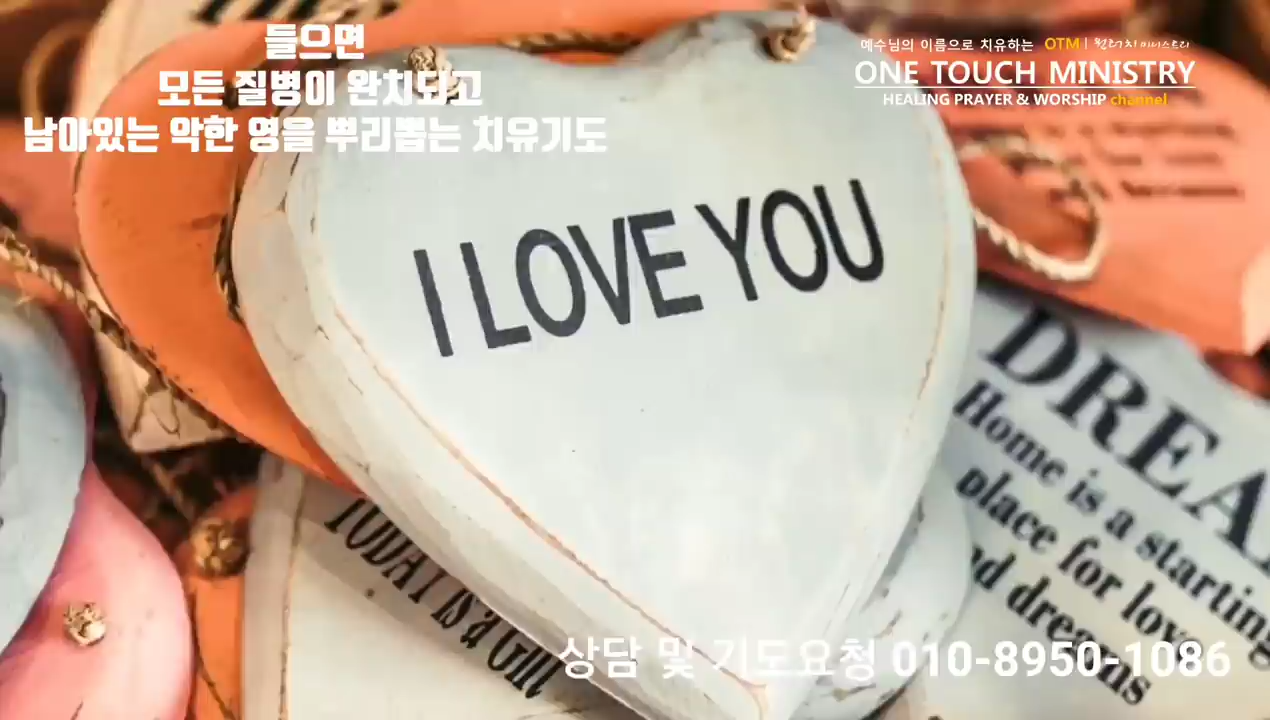 들으면
모든 질병이 완치되고
남아있는 악한 영을 뿌리뽑는 치유기도
예수님의 이름으로 치유하는 OTM | 원터치 미니스트리
ONE TOUCH MINISTRY
HEALING PRAYER & WORSHIP channel
I LOVE YOU
DREA
Home is a starting
place for love
nd dreams
TODAY is a Gift
상담 및 기도요청 010-8950-1086